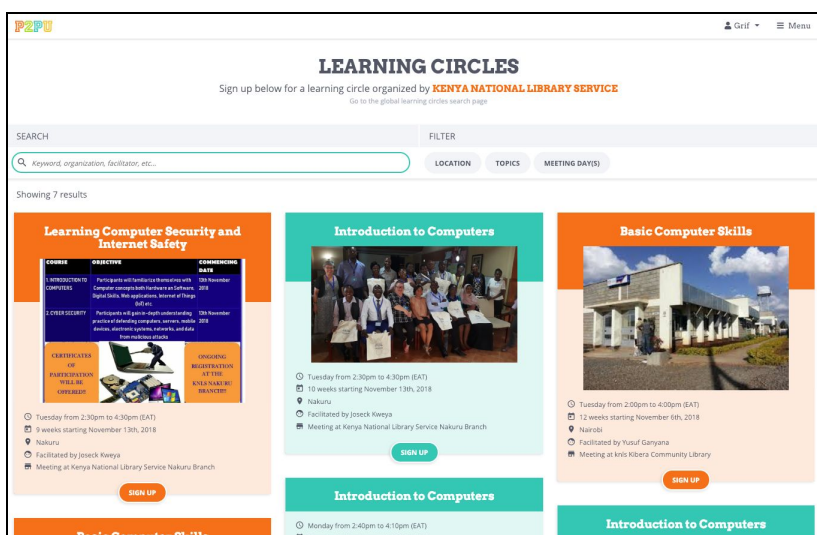 P2PU
Grif
Menu
LEARNING CIRCLES
Sign up below for a learning circle organized by KENYA NATIONAL LIBRARY SERVICE
Go to the global learning circles search page
SEARCH
FILTER
Keyword, organization, facilitator, etc...
LOCATION
TOPICS
MEETING DAY(S)
Showing 7 results
Learning Computer Security and
Internet Safety
COURSE OBJECTIVE COMMENCING
DATE
1. INTRODUCTION TO Participants will familiarize themselves with 13th November
COMPUTERS Computer concepts both Hardware an Software, 2018
Digital Skills, Web applications, Internet of Things
(IoT) etc.
2. CYBER SECURITY Participants will gain in-depth understanding 13th November
practice of defending computers, servers, mobile 2018
devices, electronic systems, networks, and data
from malicious attacks
CERTIFICATES
OF
PARTICIPATION
WILL BE
OFFERED!!
ONGOING
REGISTRATION
AT THE
KNLS NAKURU
BRANCH!!!
Tuesday from 2:30pm to 4:30pm (EAT)
9 weeks starting November 13th, 2018
Nakuru
Facilitated by Joseck Kweya
Meeting at Kenya National Library Service Nakuru Branch
SIGN UP
Basic Computer Skills
Introduction to Computers
Tuesday from 2:30pm to 4:30pm (EAT)
10 weeks starting November 13th, 2018
Nakuru
Facilitated by Joseck Kweya
Meeting at Kenya National Library Service Nakuru Branch
SIGN UP
Introduction to Computers
Monday from 2:40pm to 4:10pm (EAT)
Basic Computer Skills
Tuesday from 2:00pm to 4:00pm (EAT)
12 weeks starting November 6th, 2018
Nairobi
Facilitated by Yusuf Ganyana
Meeting at knls Kibera Community Library
SIGN UP
Introduction to Computers